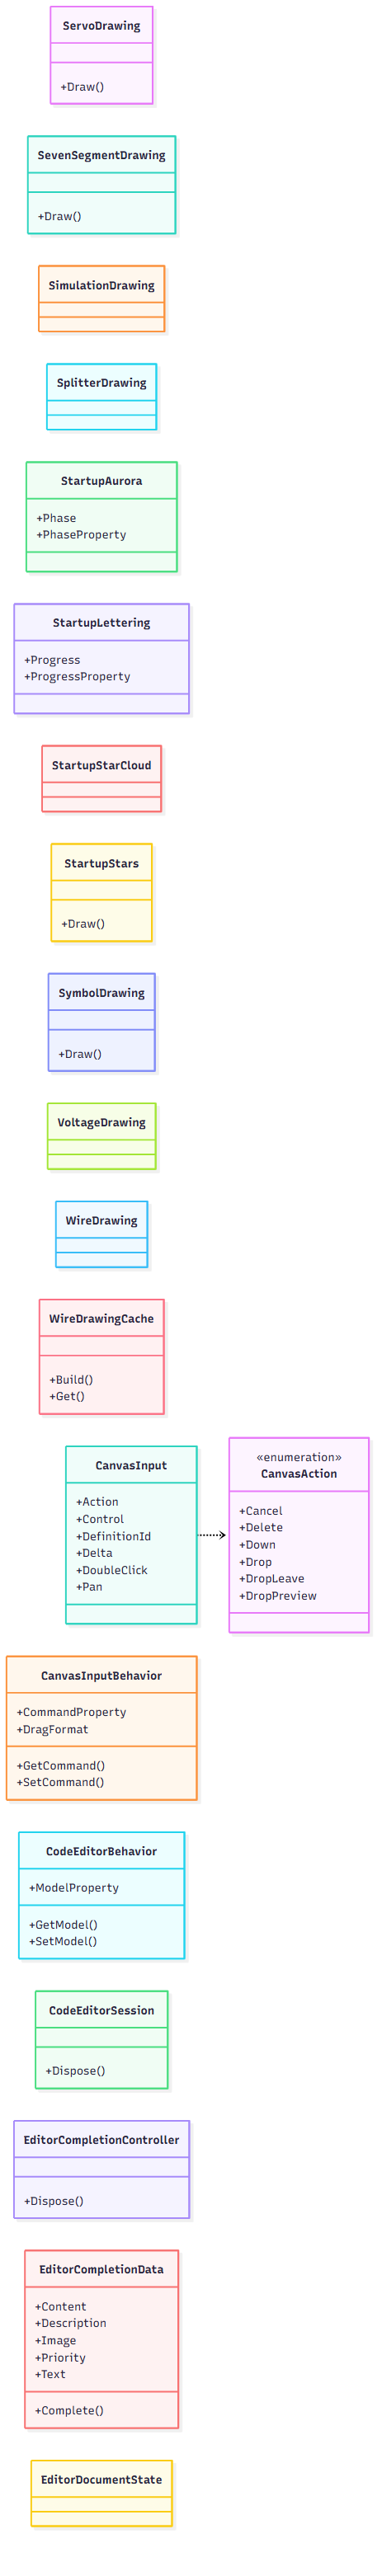 ServoDrawing
+Draw()
SevenSegmentDrawing
+Draw()
SimulationDrawing
SplitterDrawing
StartupAurora
+Phase
+PhaseProperty
StartupLettering
+Progress
+ProgressProperty
StartupStarCloud
StartupStars
+Draw()
SymbolDrawing
+Draw()
VoltageDrawing
WireDrawing
WireDrawingCache
+Build()
+Get()
CanvasInput
+Action
+Control
+DefinitionId
+Delta
+DoubleClick
+Pan
«enumeration»
CanvasAction
+Cancel
+Delete
+Down
+Drop
+DropLeave
+DropPreview
CanvasInputBehavior
+CommandProperty
+DragFormat
+GetCommand()
+SetCommand()
CodeEditorBehavior
+ModelProperty
+GetModel()
+SetModel()
CodeEditorSession
+Dispose()
EditorCompletionController
+Dispose()
EditorCompletionData
+Content
+Description
+Image
+Priority
+Text
+Complete()
EditorDocumentState